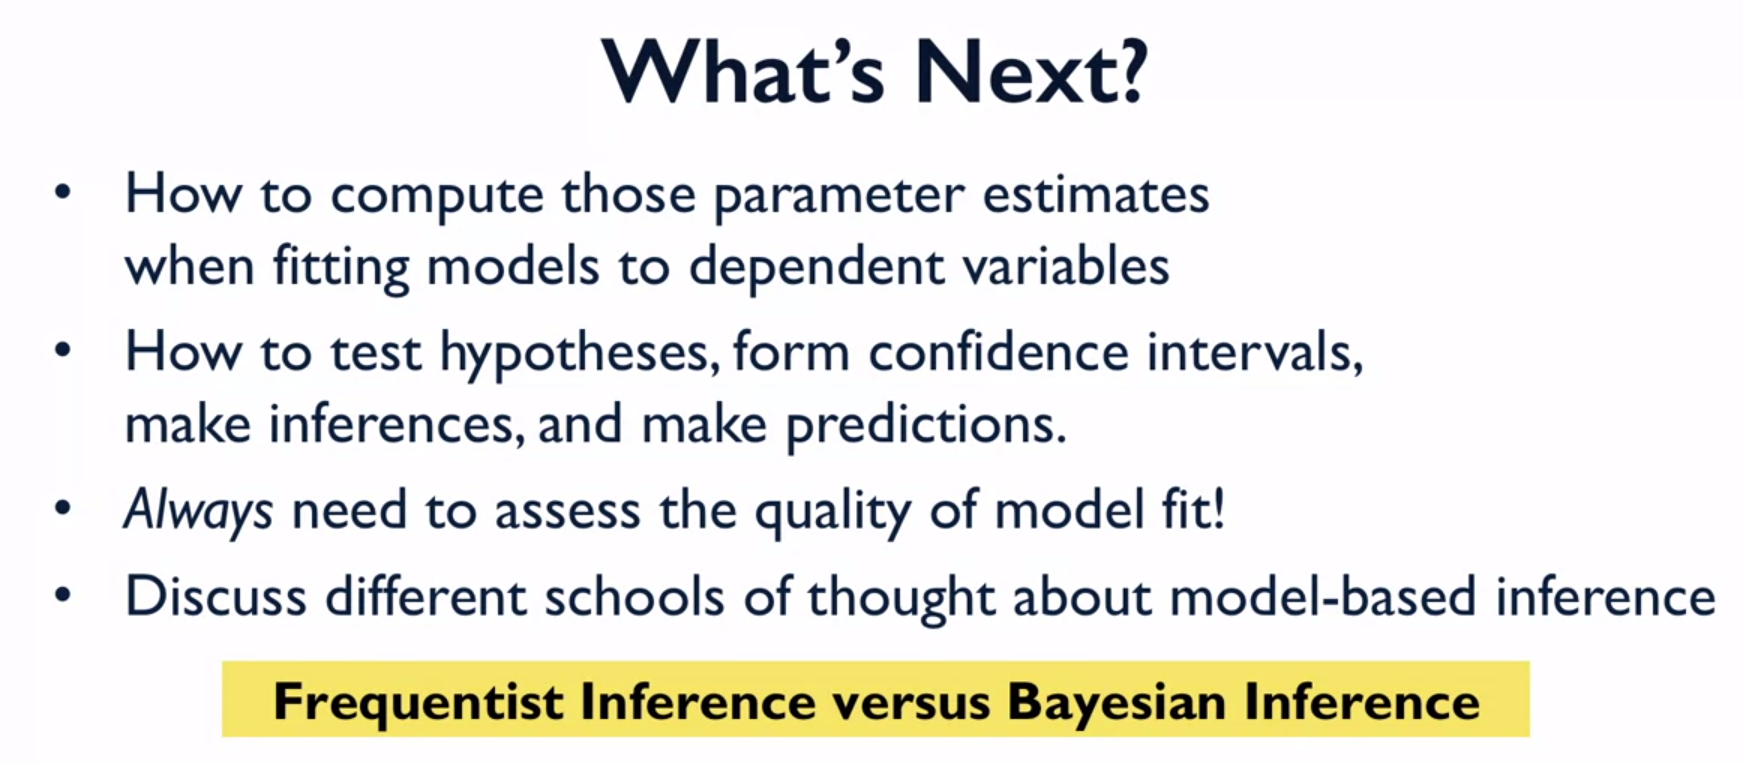 What’s Next?
• How to compute those parameter estimates
when fitting models to dependent variables
• How to test hypotheses, form confidence intervals,
make inferences, and make predictions.
• Always need to assess the quality of model fit!
• Discuss different schools of thought about model-based inference
Frequentist Inference versus Bayesian Inference